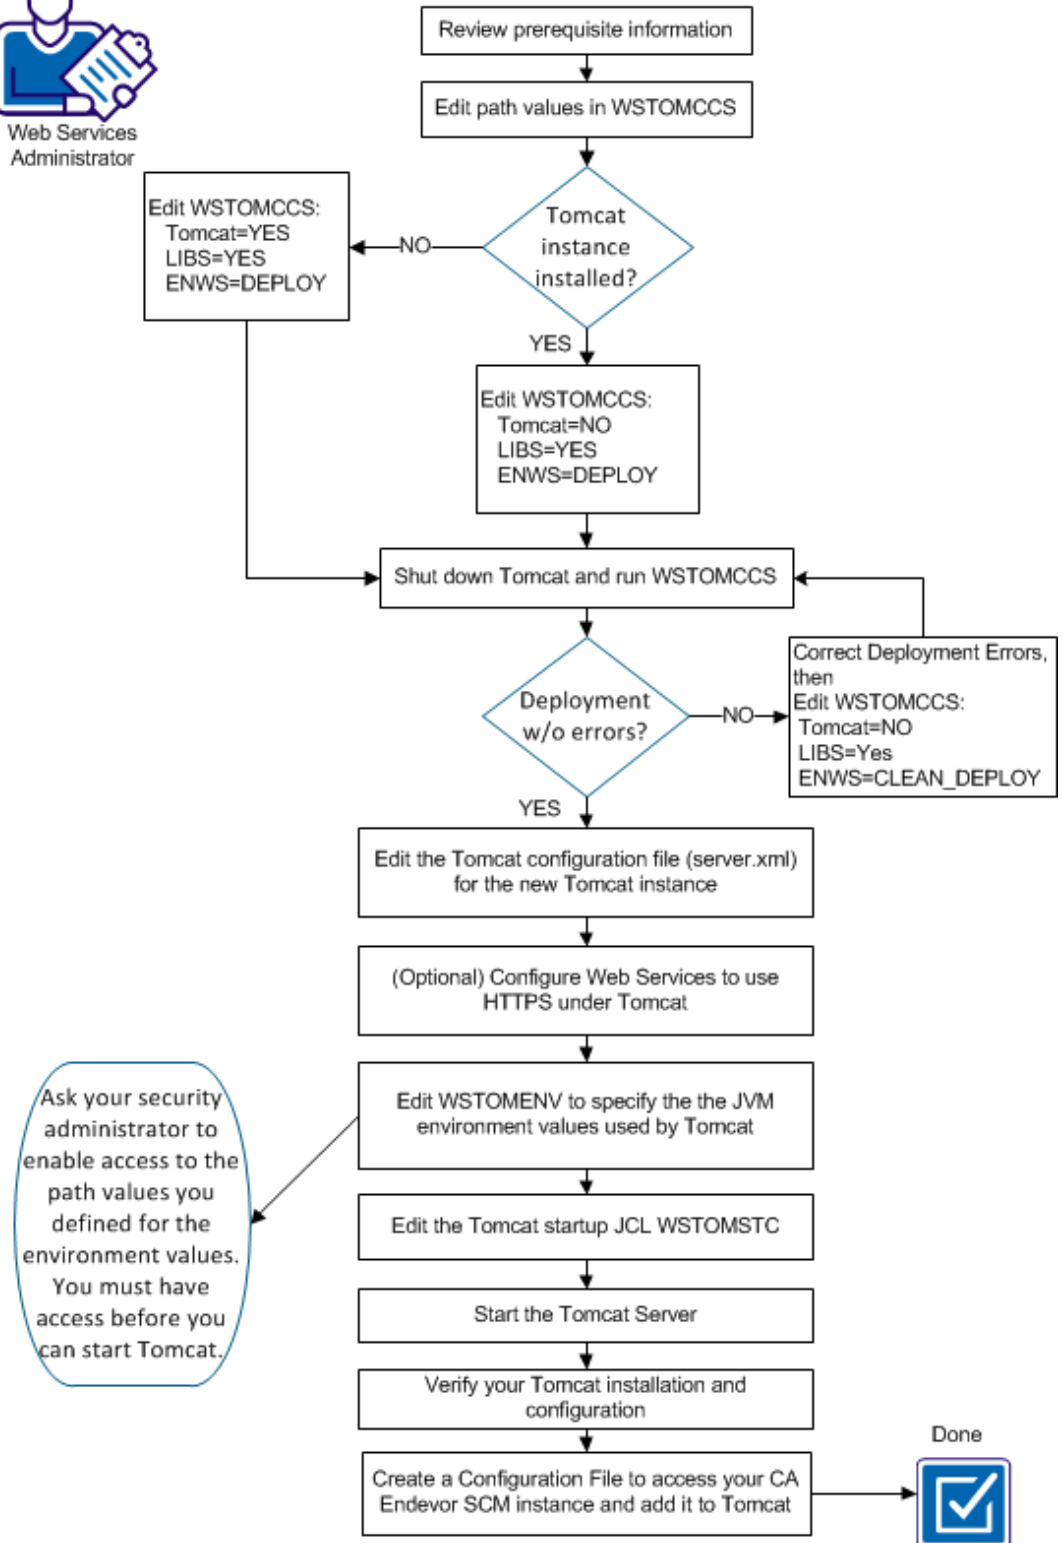 Review prerequisite information
Edit path values in WSTOMCCS
Web Services
Administrator
Tomcat
instance
installed?
NO
Edit WSTOMCCS:
Tomcat=YES
LIBS=YES
ENWS=DEPLOY
YES
Edit WSTOMCCS:
Tomcat=NO
LIBS=YES
ENWS=DEPLOY
Shut down Tomcat and run WSTOMCCS
Deployment
w/o errors?
NO
Correct Deployment Errors,
then
Edit WSTOMCCS:
Tomcat=NO
LIBS=Yes
ENWS=CLEAN_DEPLOY
YES
Edit the Tomcat configuration file (server.xml)
for the new Tomcat instance
(Optional) Configure Web Services to use
HTTPS under Tomcat
Edit WSTOMENV to specify the the JVM
environment values used by Tomcat
Ask your security
administrator to
enable access to the
path values you
defined for the
environment values.
You must have
access before you
can start Tomcat.
Edit the Tomcat startup JCL WSTOMSTC
Start the Tomcat Server
Verify your Tomcat installation and
configuration
Create a Configuration File to access your CA
Endevor SCM instance and add it to Tomcat
Done